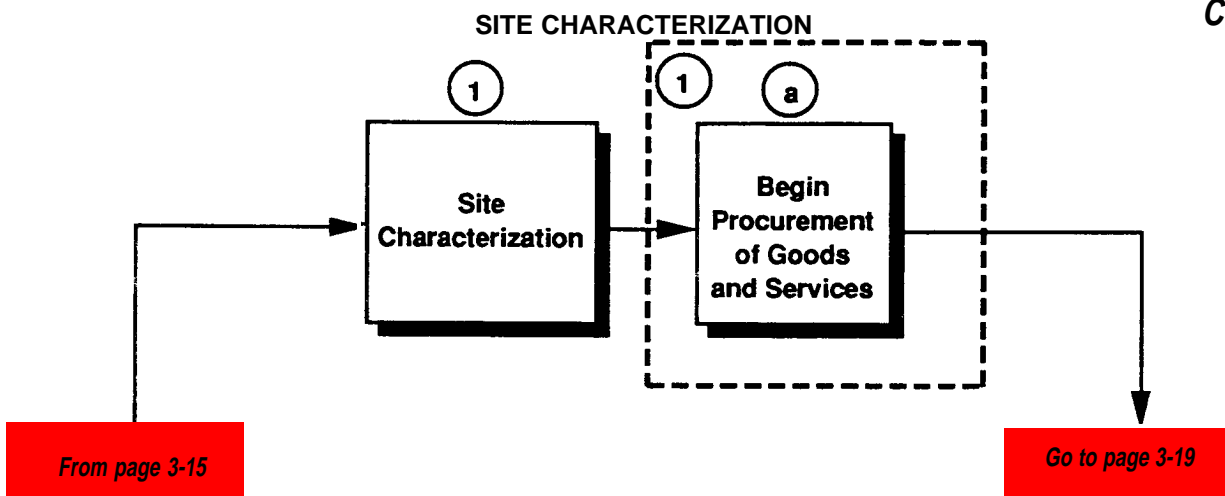 C
SITE CHARACTERIZATION
1
1
a
Site
Characterization
Begin
Procurement
of Goods
and Services
From page 3-15
Go to page 3-19